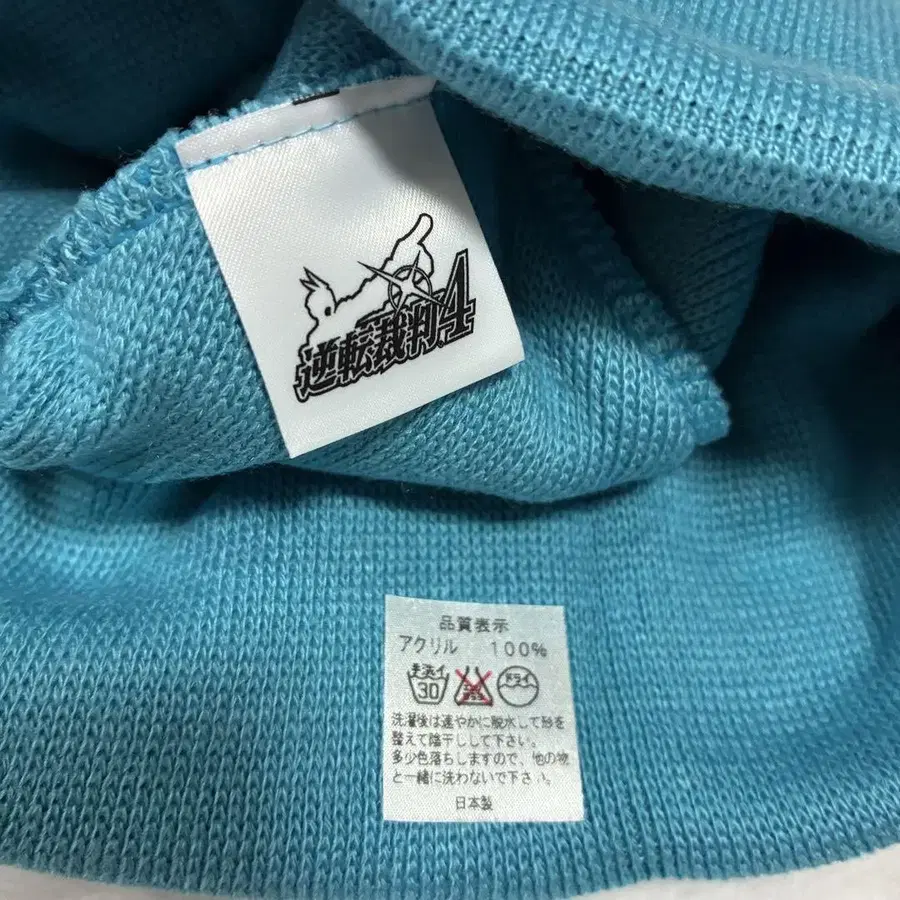 逆転裁判4
品質表示
アクリル 100%
手洗イ
30
ドライ
洗濯後は速やかに脱水して形を
整えて陰干しして下さい。
多少色落ちしますので、他の物
と一緒に洗わないで下さい。
日本製